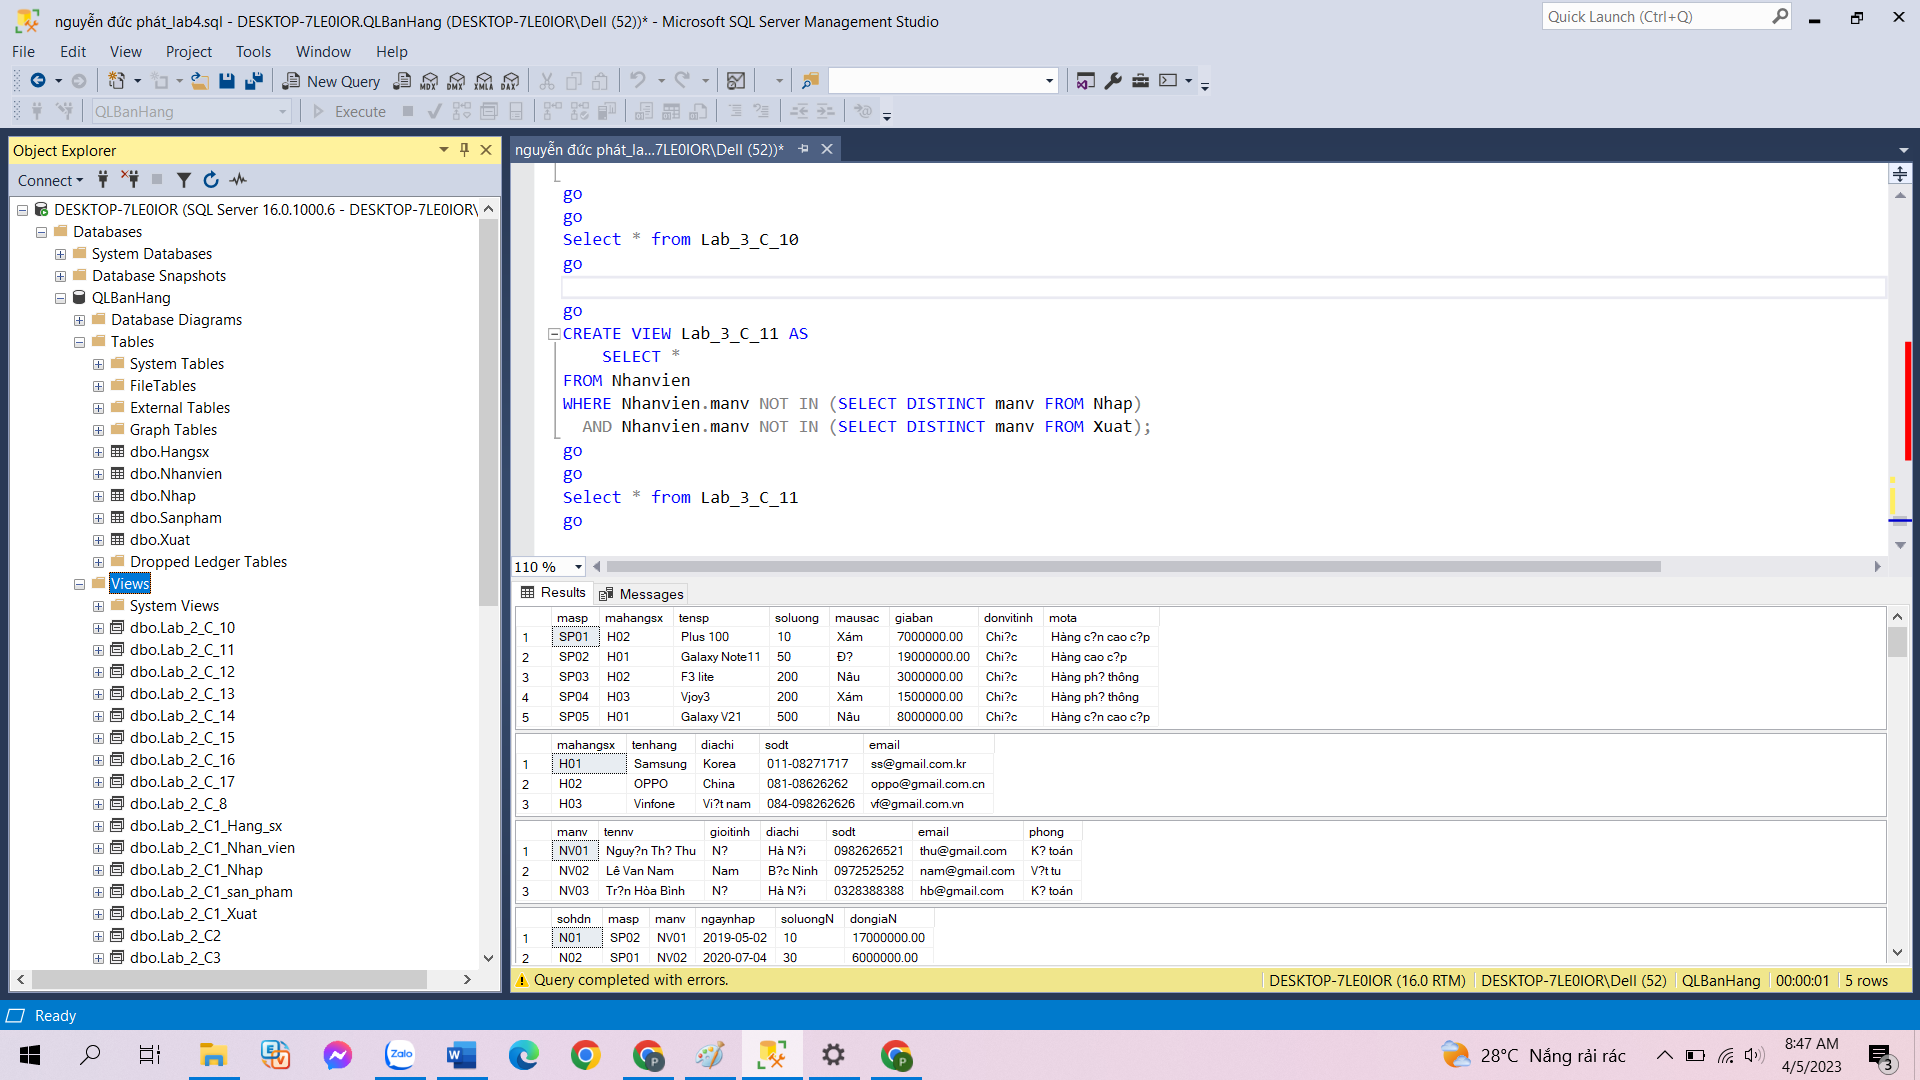 nguyễn đức phát_lab4.sql - DESKTOP-7LE0IOR.QLBanHang (DESKTOP-7LE0IOR\Dell (52))* - Microsoft SQL Server Management Studio
Quick Launch (Ctrl+Q)
File Edit View Project Tools Window Help
New Query
MDX DMX XMLA DAX
QLBanHang
Execute
Object Explorer
Connect
DESKTOP-7LE0IOR (SQL Server 16.0.1000.6 - DESKTOP-7LE0IOR\
Databases
System Databases
Database Snapshots
QLBanHang
Database Diagrams
Tables
System Tables
FileTables
External Tables
Graph Tables
dbo.Hangsx
dbo.Nhanvien
dbo.Nhap
dbo.Sanpham
dbo.Xuat
Dropped Ledger Tables
Views
System Views
dbo.Lab_2_C_10
dbo.Lab_2_C_11
dbo.Lab_2_C_12
dbo.Lab_2_C_13
dbo.Lab_2_C_14
dbo.Lab_2_C_15
dbo.Lab_2_C_16
dbo.Lab_2_C_17
dbo.Lab_2_C_8
dbo.Lab_2_C1_Hang_sx
dbo.Lab_2_C1_Nhan_vien
dbo.Lab_2_C1_Nhap
dbo.Lab_2_C1_san_pham
dbo.Lab_2_C1_Xuat
dbo.Lab_2_C2
dbo.Lab_2_C3
nguyễn đức phát_la...7LE0IOR\Dell (52))*
go
go
Select * from Lab_3_C_10
go
go
CREATE VIEW Lab_3_C_11 AS
SELECT *
FROM Nhanvien
WHERE Nhanvien.manv NOT IN (SELECT DISTINCT manv FROM Nhap)
AND Nhanvien.manv NOT IN (SELECT DISTINCT manv FROM Xuat);
go
go
Select * from Lab_3_C_11
go
110 %
Results Messages
masp mahangsx tensp soluong mausac giaban donvitinh mota
1 SP01 H02 Plus 100 10 Xám 7000000.00 Chi?c Hàng c?n cao c?p
2 SP02 H01 Galaxy Note11 50 Đ? 19000000.00 Chi?c Hàng cao c?p
3 SP03 H02 F3 lite 200 Nâu 3000000.00 Chi?c Hàng ph? thông
4 SP04 H03 Vjoy3 200 Xám 1500000.00 Chi?c Hàng ph? thông
5 SP05 H01 Galaxy V21 500 Nâu 8000000.00 Chi?c Hàng c?n cao c?p
mahangsx tenhang diachi sodt email
1 H01 Samsung Korea 011-08271717 ss@gmail.com.kr
2 H02 OPPO China 081-08626262 oppo@gmail.com.cn
3 H03 Vinfone Vi?t nam 084-098262626 vf@gmail.com.vn
manv tennv gioitinh diachi sodt email phong
1 NV01 Nguy?n Th? Thu N? Hà N?i 0982626521 thu@gmail.com K? toán
2 NV02 Lê Van Nam Nam B?c Ninh 0972525252 nam@gmail.com V?t tu
3 NV03 Tr?n Hòa Bình N? Hà N?i 0328388388 hb@gmail.com K? toán
sohdn masp manv ngaynhap soluongN dongiaN
1 N01 SP02 NV01 2019-05-02 10 17000000.00
2 N02 SP01 NV02 2020-07-04 30 6000000.00
Query completed with errors.
DESKTOP-7LE0IOR (16.0 RTM) DESKTOP-7LE0IOR\Dell (52) QLBanHang 00:00:01 5 rows
Ready
Zalo
28°C Nắng rải rác
8:47 AM
4/5/2023
3